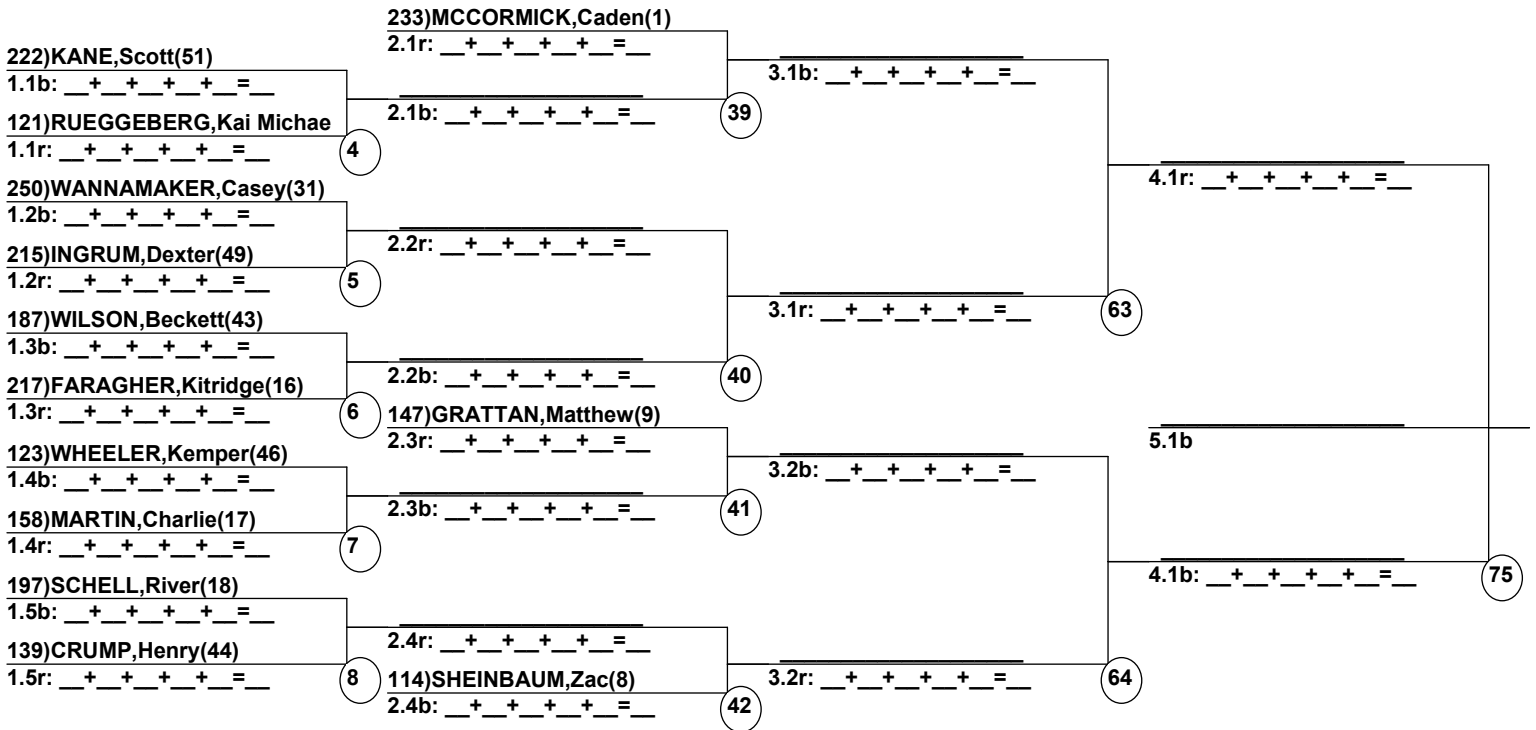 233)MCCORMICK,Caden(1)
2.1r: __+__+__+__+__=__
222)KANE,Scott(51)
1.1b: __+__+__+__+__=__
3.1b: __+__+__+__+__=__
2.1b: __+__+__+__+__=__
39
121)RUEGGEBERG,Kai Michae
1.1r: __+__+__+__+__=__
4
4.1r: __+__+__+__+__=__
250)WANNAMAKER,Casey(31)
1.2b: __+__+__+__+__=__
2.2r: __+__+__+__+__=__
215)INGRUM,Dexter(49)
1.2r: __+__+__+__+__=__
5
3.1r: __+__+__+__+__=__
63
187)WILSON,Beckett(43)
1.3b: __+__+__+__+__=__
2.2b: __+__+__+__+__=__
40
217)FARAGHER,Kitridge(16)
1.3r: __+__+__+__+__=__
6
147)GRATTAN,Matthew(9)
2.3r: __+__+__+__+__=__
5.1b
123)WHEELER,Kemper(46)
1.4b: __+__+__+__+__=__
3.2b: __+__+__+__+__=__
2.3b: __+__+__+__+__=__
41
158)MARTIN,Charlie(17)
1.4r: __+__+__+__+__=__
7
4.1b: __+__+__+__+__=__
75
197)SCHELL,River(18)
1.5b: __+__+__+__+__=__
2.4r: __+__+__+__+__=__
139)CRUMP,Henry(44)
1.5r: __+__+__+__+__=__
8
3.2r: __+__+__+__+__=__
64
114)SHEINBAUM,Zac(8)
2.4b: __+__+__+__+__=__
42